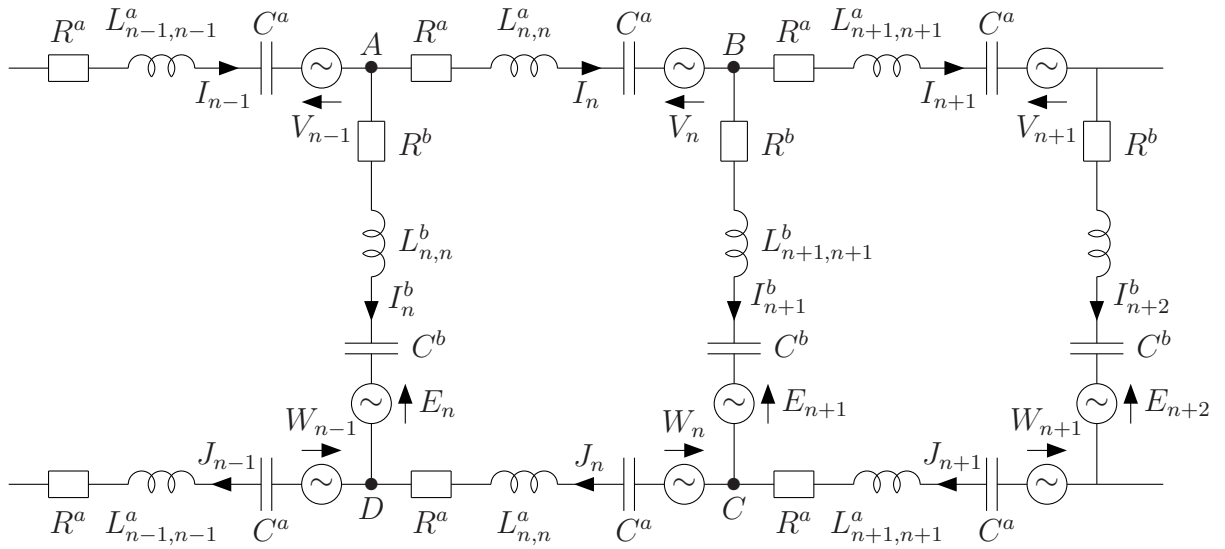 R^a L^a_{n-1,n-1} C^a A R^a L^a_{n,n} C^a B R^a L^a_{n+1,n+1} C^a
I_{n-1} I_n I_{n+1}
V_{n-1} V_n V_{n+1}
R^b R^b R^b
L^b_{n,n} L^b_{n+1,n+1}
I^b_n I^b_{n+1} I^b_{n+2}
C^b C^b C^b
E_n E_{n+1} E_{n+2}
W_{n-1} W_n W_{n+1}
J_{n-1} J_n J_{n+1}
D C
R^a L^a_{n-1,n-1} C^a R^a L^a_{n,n} C^a R^a L^a_{n+1,n+1} C^a